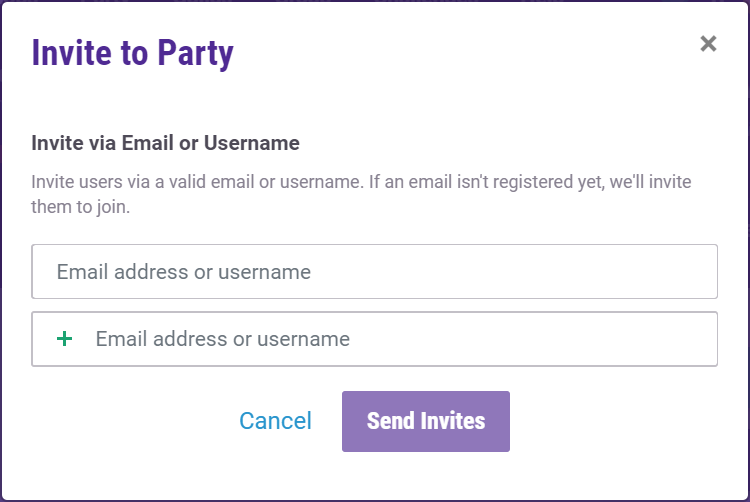 Invite to Party
Invite via Email or Username
Invite users via a valid email or username. If an email isn't registered yet, we'll invite
them to join.
Email address or username
+ Email address or username
Cancel Send Invites